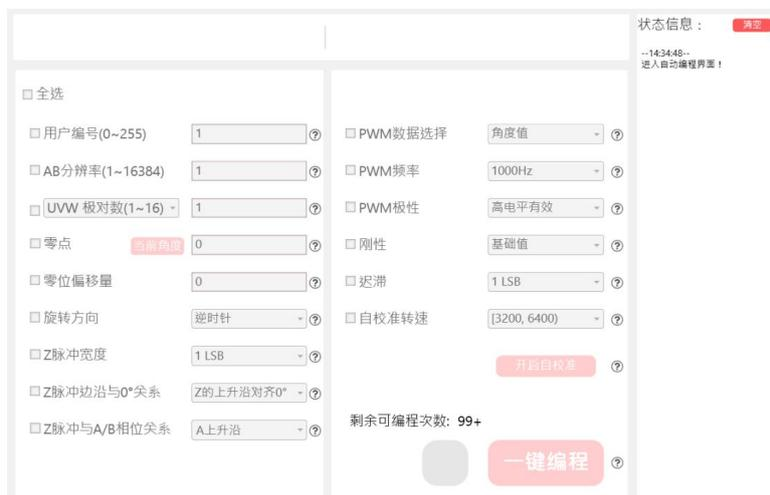 状态信息：
清空
--14:34:48--
进入自动编程界面！
全选
用户编号(0~255)
1
?
AB分辨率(1~16384)
1
?
UVW 极对数(1~16)
1
?
零点
当前角度
0
?
零位偏移量
0
?
旋转方向
逆时针
?
Z脉冲宽度
1 LSB
?
Z脉冲边沿与0°关系
Z的上升沿对齐0°
?
Z脉冲与A/B相位关系
A上升沿
?
PWM数据选择
角度值
?
PWM频率
1000Hz
?
PWM极性
高电平有效
?
刚性
基础值
?
迟滞
1 LSB
?
自校准转速
[3200, 6400)
?
开启自校准
?
剩余可编程次数: 99+
一键编程
?